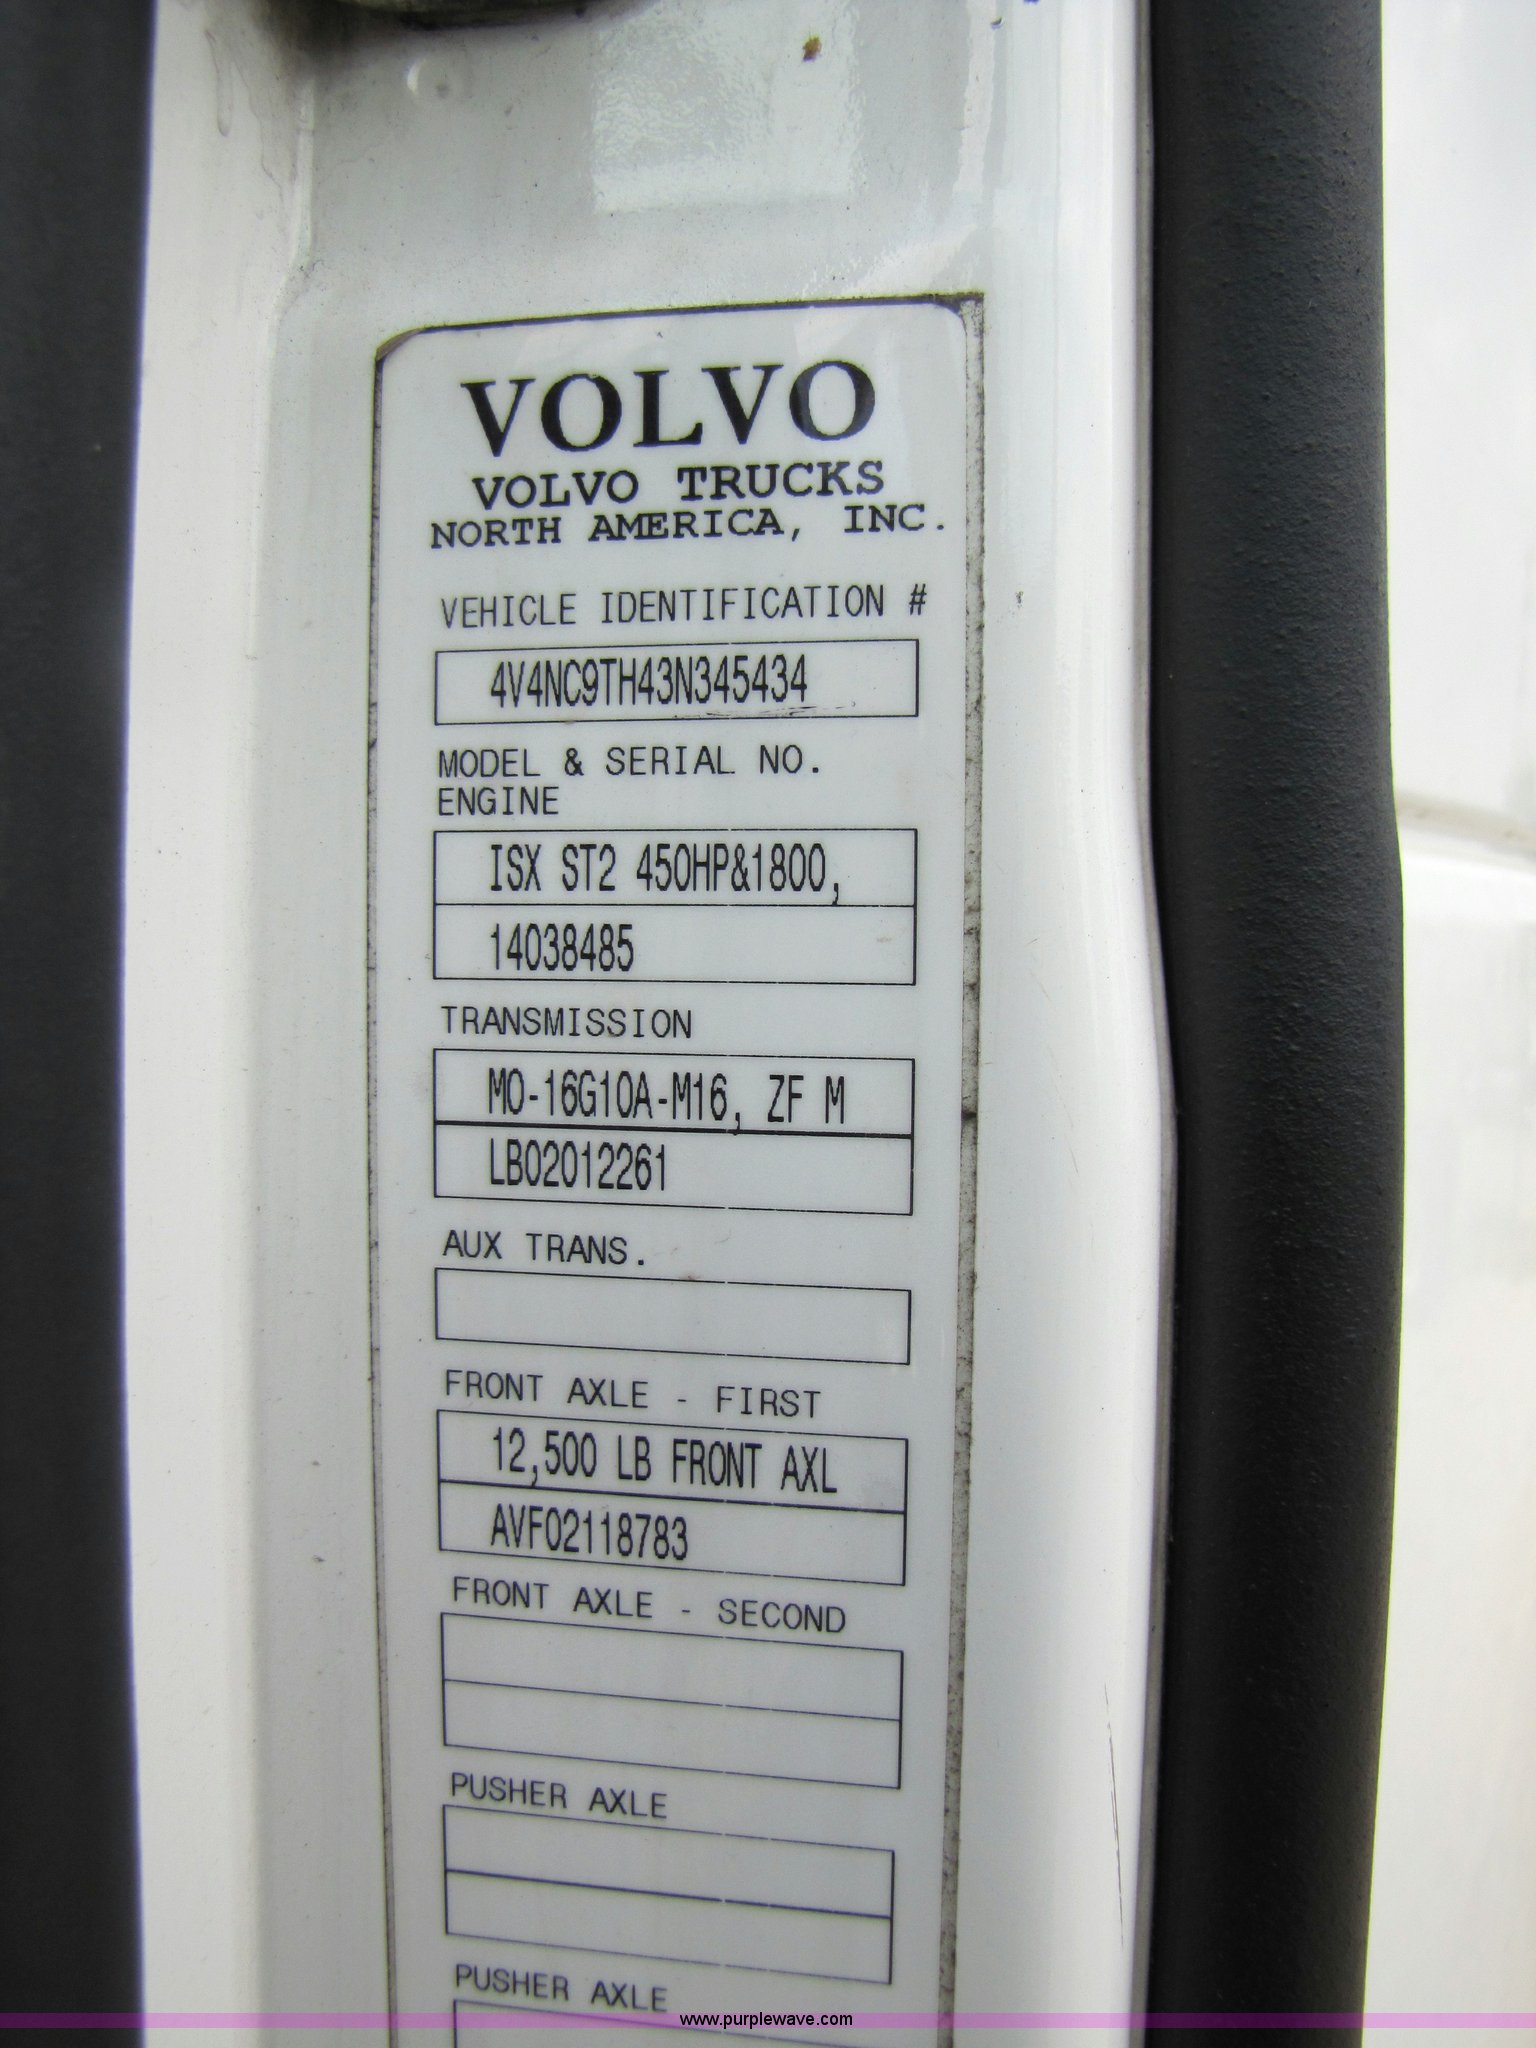 VOLVO
VOLVO TRUCKS
NORTH AMERICA, INC.
VEHICLE IDENTIFICATION #
4V4NC9TH43N345434
MODEL & SERIAL NO.
ENGINE
ISX ST2 450HP&1800,
14038485
TRANSMISSION
MO-16G10A-M16, ZF M
LB02012261
AUX TRANS.
FRONT AXLE - FIRST
12,500 LB FRONT AXL
AVF02118783
FRONT AXLE - SECOND
PUSHER AXLE
PUSHER AXLE
www.purplewave.com